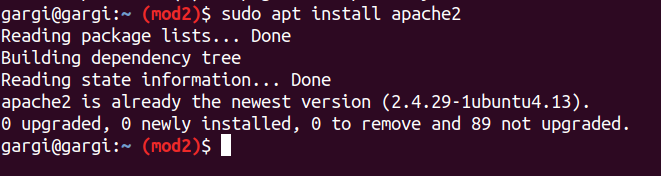 gargi@gargi:~ (mod2)$ sudo apt install apache2
Reading package lists... Done
Building dependency tree
Reading state information... Done
apache2 is already the newest version (2.4.29-1ubuntu4.13).
0 upgraded, 0 newly installed, 0 to remove and 89 not upgraded.
gargi@gargi:~ (mod2)$